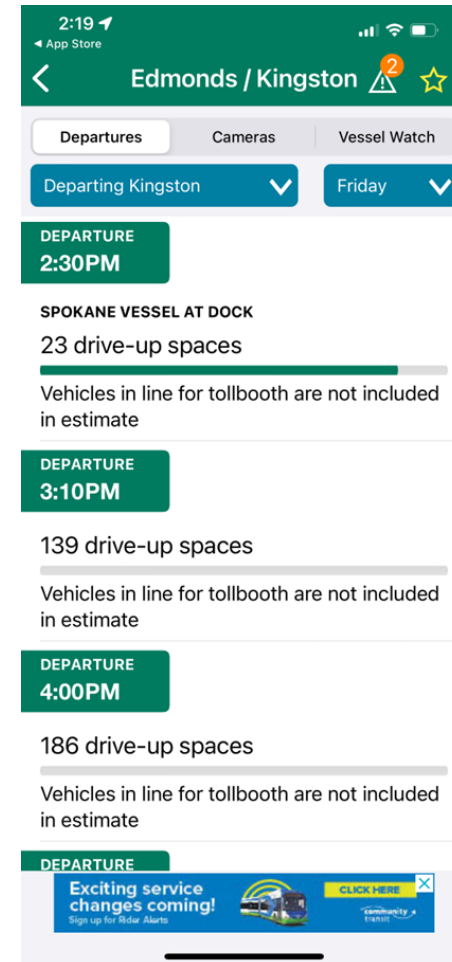 2:19
◀ App Store
Edmonds / Kingston
2
Departures
Cameras
Vessel Watch
Departing Kingston
Friday
DEPARTURE
2:30PM
SPOKANE VESSEL AT DOCK
23 drive-up spaces
Vehicles in line for tollbooth are not included
in estimate
DEPARTURE
3:10PM
139 drive-up spaces
Vehicles in line for tollbooth are not included
in estimate
DEPARTURE
4:00PM
186 drive-up spaces
Vehicles in line for tollbooth are not included
in estimate
DEPARTURE
Exciting service
changes coming!
Sign up for Rider Alerts
CLICK HERE
community
transit